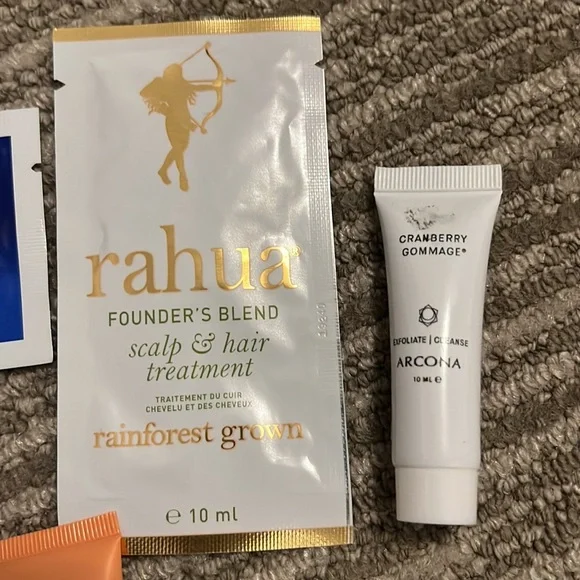 rahua
FOUNDER'S BLEND
scalp & hair
treatment
TRAITEMENT DU CUIR
CHEVELU ET DES CHEVEUX
rainforest grown
℮ 10 ml
CRANBERRY
GOMMAGE®
EXFOLIATE | CLEANSE
ARCONA
10 ML ℮